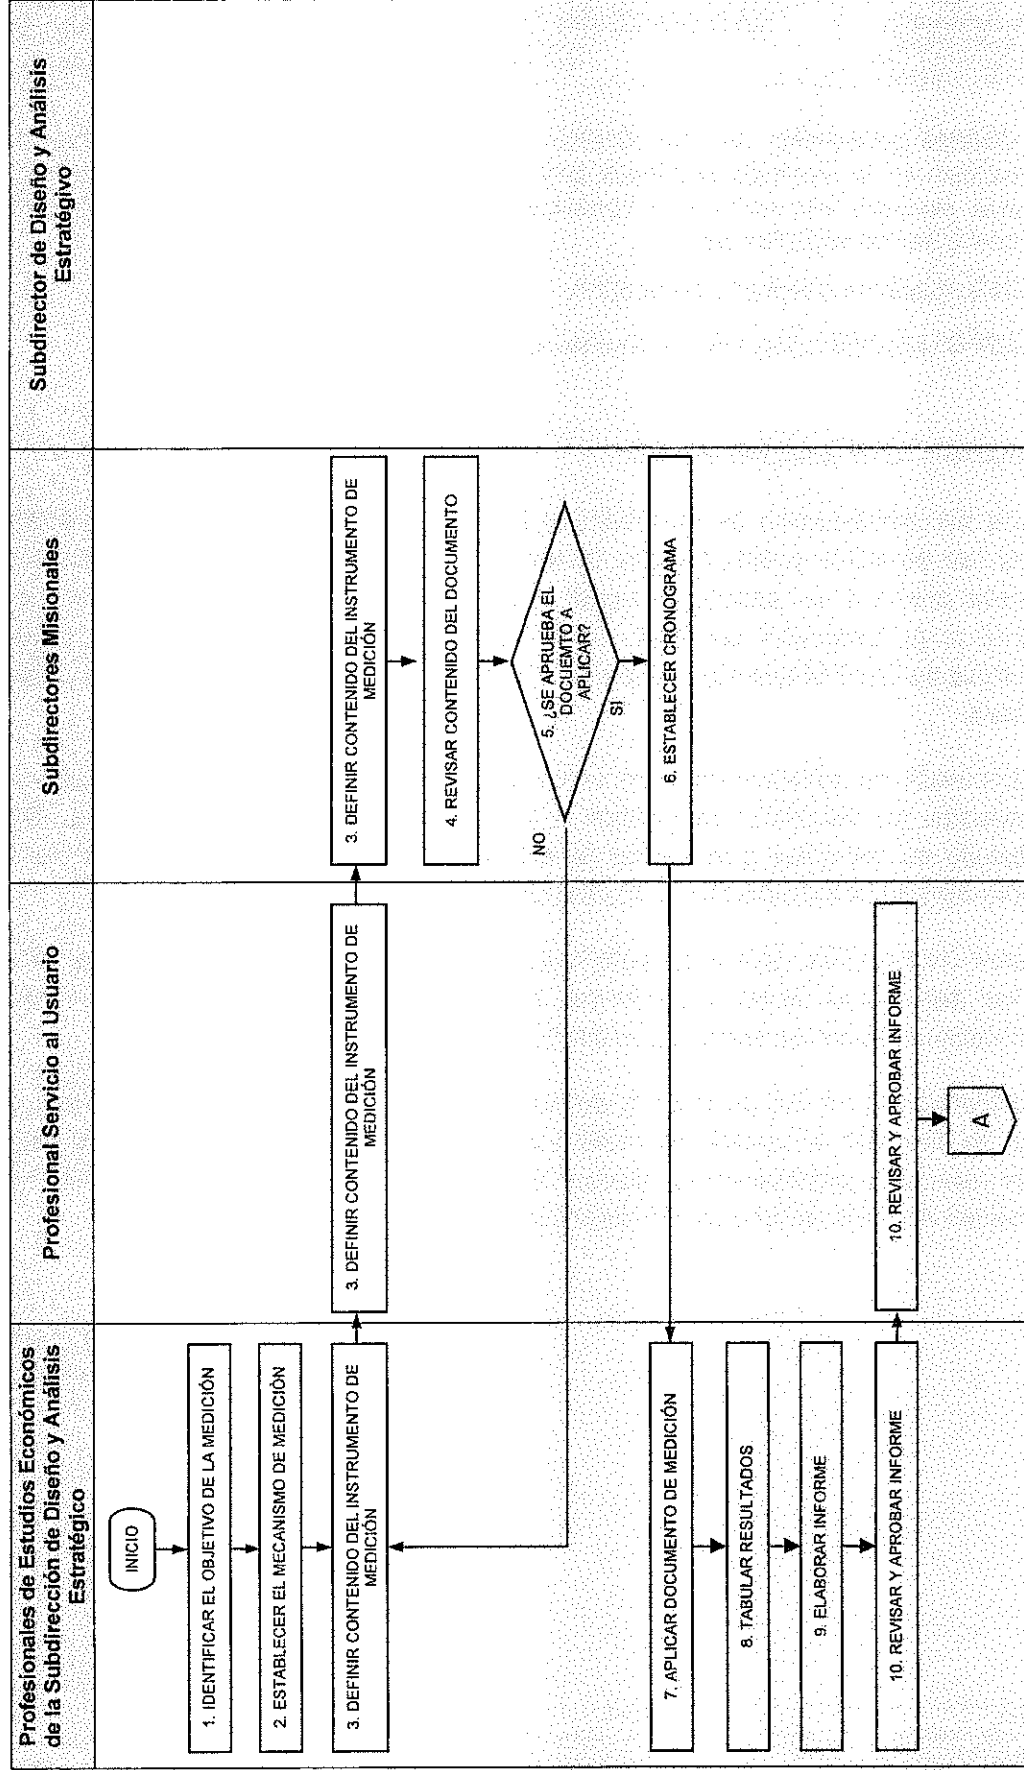 Profesionales de Estudios Económicos
de la Subdirección de Diseño y Análisis
Estratégico
Profesional Servicio al Usuario
Subdirectores Misionales
Subdirector de Diseño y Análisis
Estratégivo
INICIO
1. IDENTIFICAR EL OBJETIVO DE LA MEDICIÓN
2. ESTABLECER EL MECANISMO DE MEDICIÓN
3. DEFINIR CONTENIDO DEL INSTRUMENTO DE
MEDICIÓN
3. DEFINIR CONTENIDO DEL INSTRUMENTO DE
MEDICIÓN
3. DEFINIR CONTENIDO DEL INSTRUMENTO DE
MEDICIÓN
4. REVISAR CONTENIDO DEL DOCUMENTO
5. ¿SE APRUEBA EL
DOCUEMTO A
APLICAR?
NO
SI
6. ESTABLECER CRONOGRAMA
7. APLICAR DOCUMENTO DE MEDICIÓN
8. TABULAR RESULTADOS
9. ELABORAR INFORME
10. REVISAR Y APROBAR INFORME
10. REVISAR Y APROBAR INFORME
A